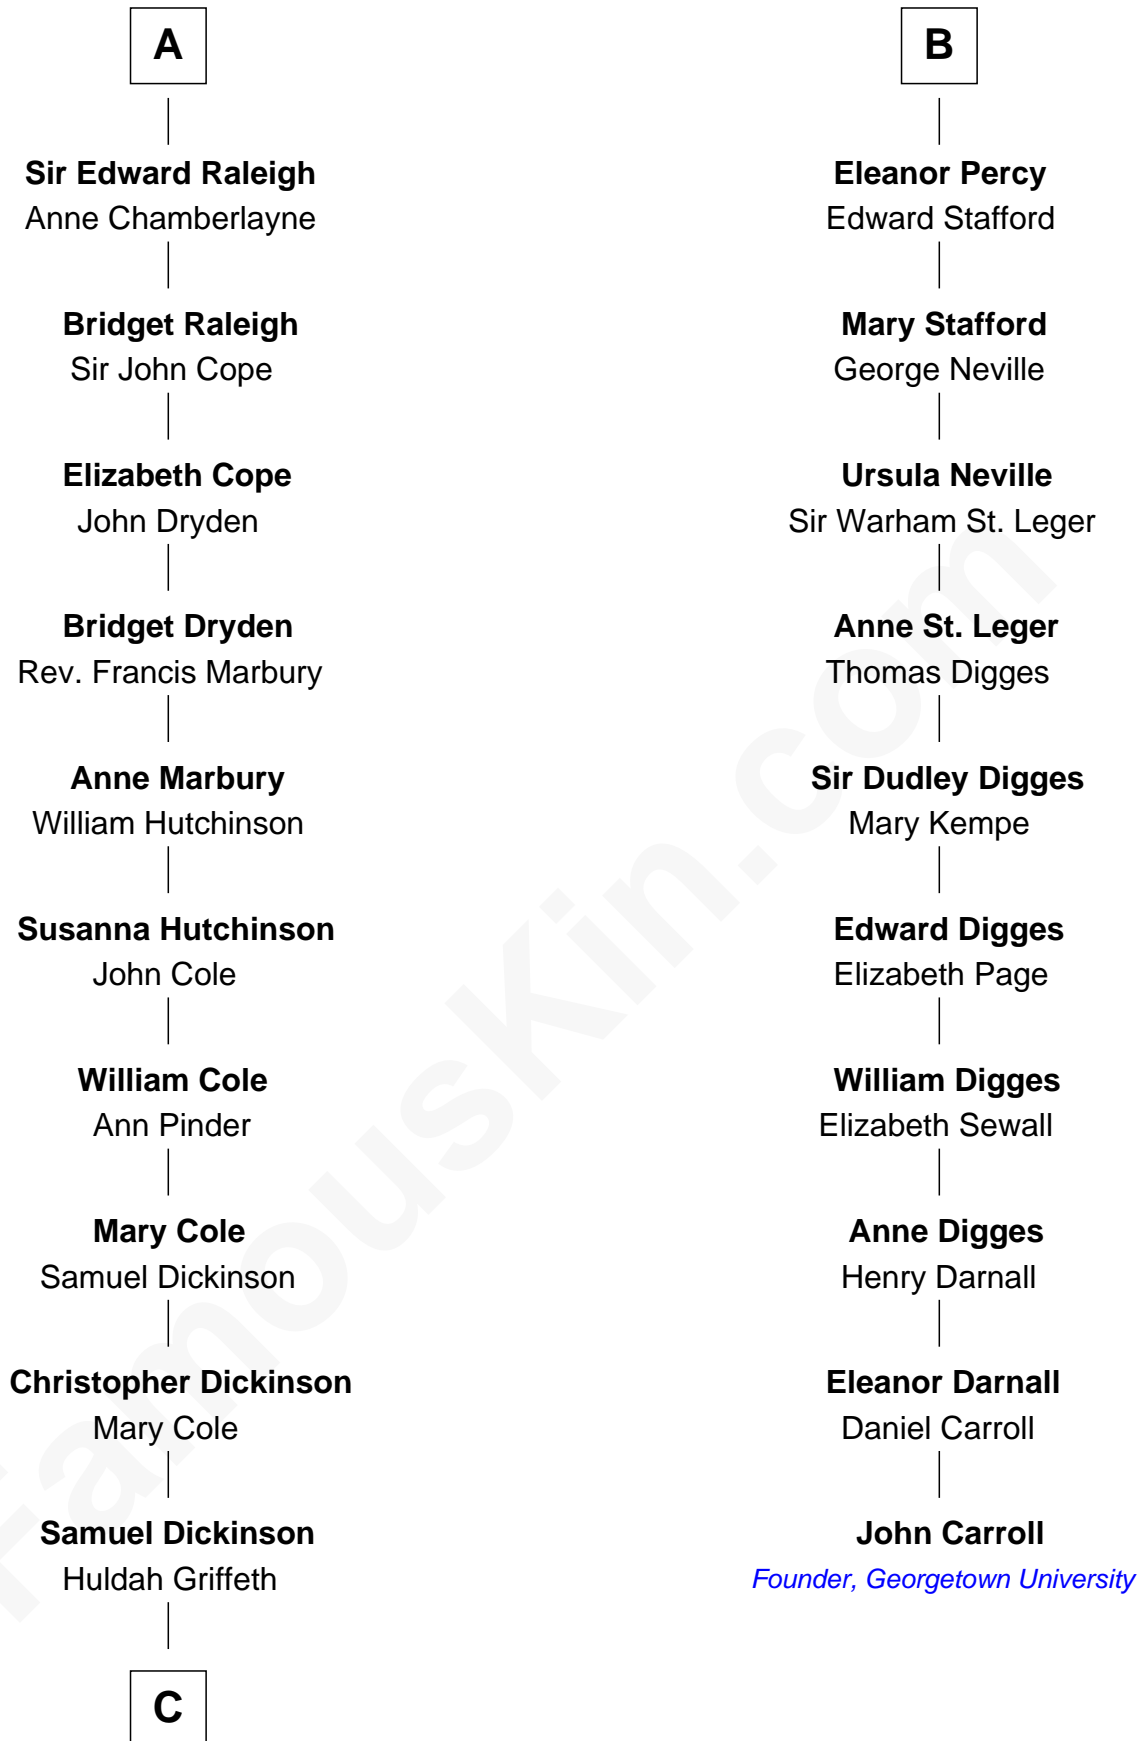 A
Sir Edward Raleigh
Anne Chamberlayne
Bridget Raleigh
Sir John Cope
Elizabeth Cope
John Dryden
Bridget Dryden
Rev. Francis Marbury
Anne Marbury
William Hutchinson
Susanna Hutchinson
John Cole
William Cole
Ann Pinder
Mary Cole
Samuel Dickinson
Christopher Dickinson
Mary Cole
Samuel Dickinson
Huldah Griffeth
C
B
Eleanor Percy
Edward Stafford
Mary Stafford
George Neville
Ursula Neville
Sir Warham St. Leger
Anne St. Leger
Thomas Digges
Sir Dudley Digges
Mary Kempe
Edward Digges
Elizabeth Page
William Digges
Elizabeth Sewall
Anne Digges
Henry Darnall
Eleanor Darnall
Daniel Carroll
John Carroll
Founder, Georgetown University
FamousKin.com